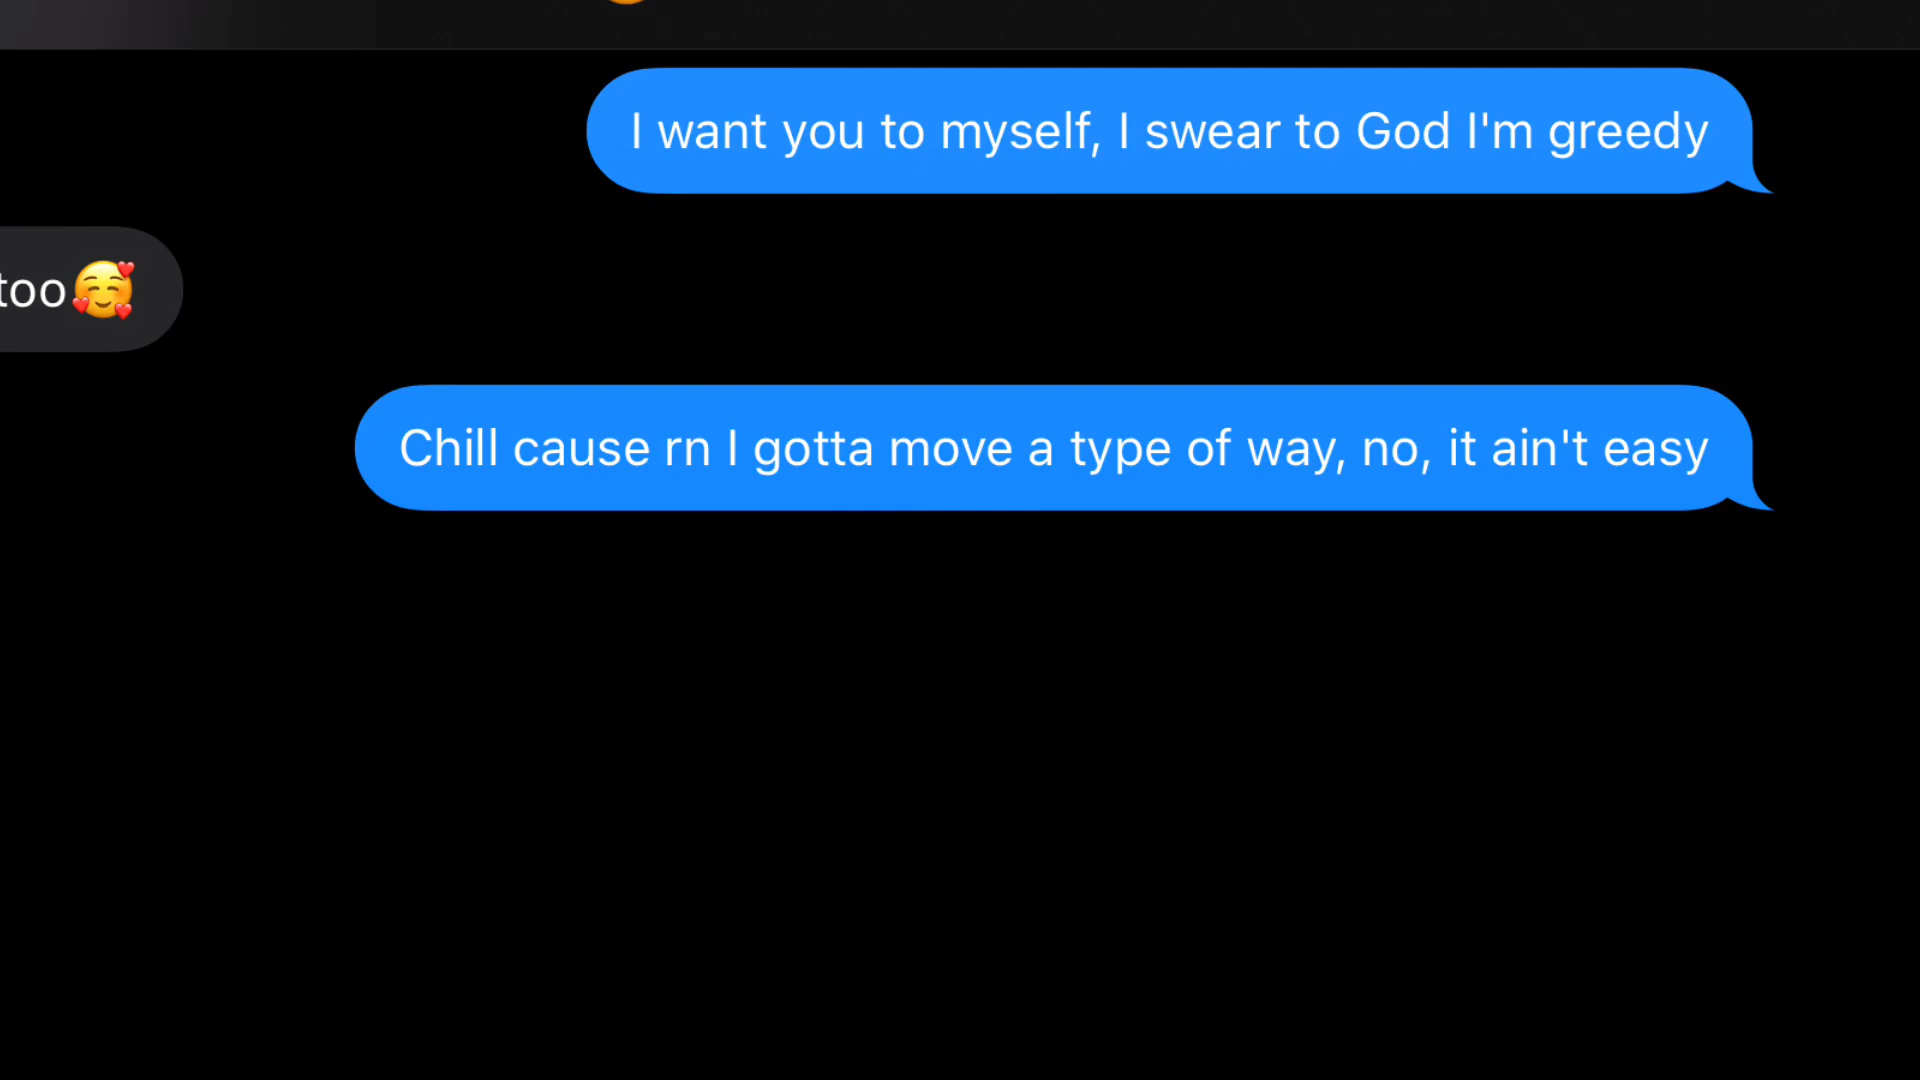 I want you to myself, I swear to God I'm greedy
too🥰
Chill cause rn I gotta move a type of way, no, it ain't easy